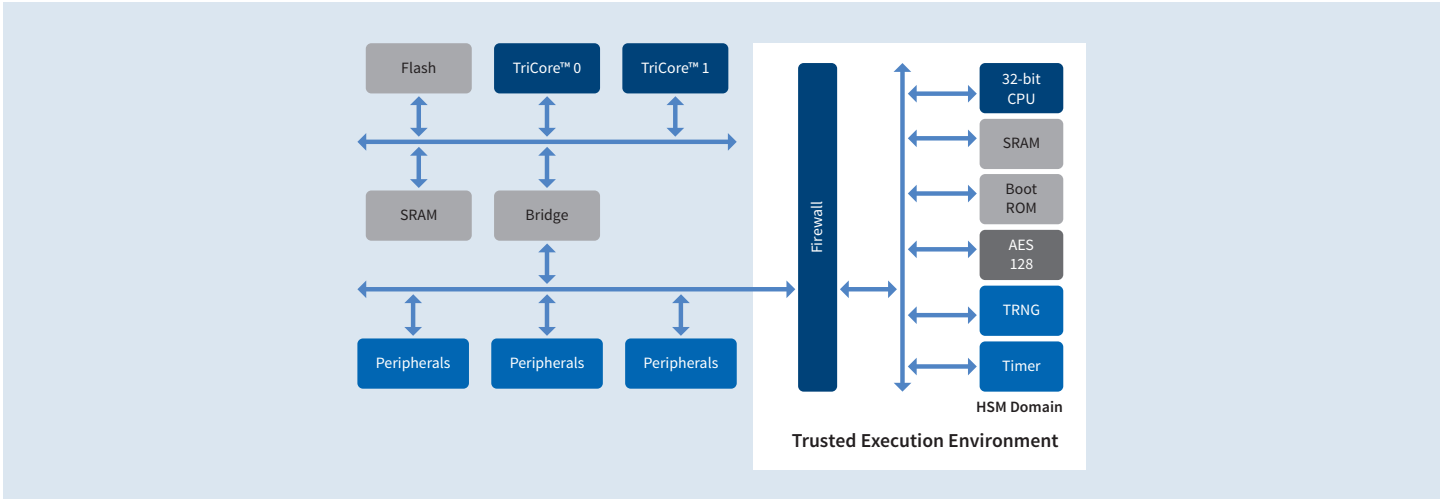 Flash
TriCore™ 0
TriCore™ 1
SRAM
Bridge
Peripherals
Peripherals
Peripherals
Firewall
32-bit
CPU
SRAM
Boot
ROM
AES
128
TRNG
Timer
HSM Domain
Trusted Execution Environment